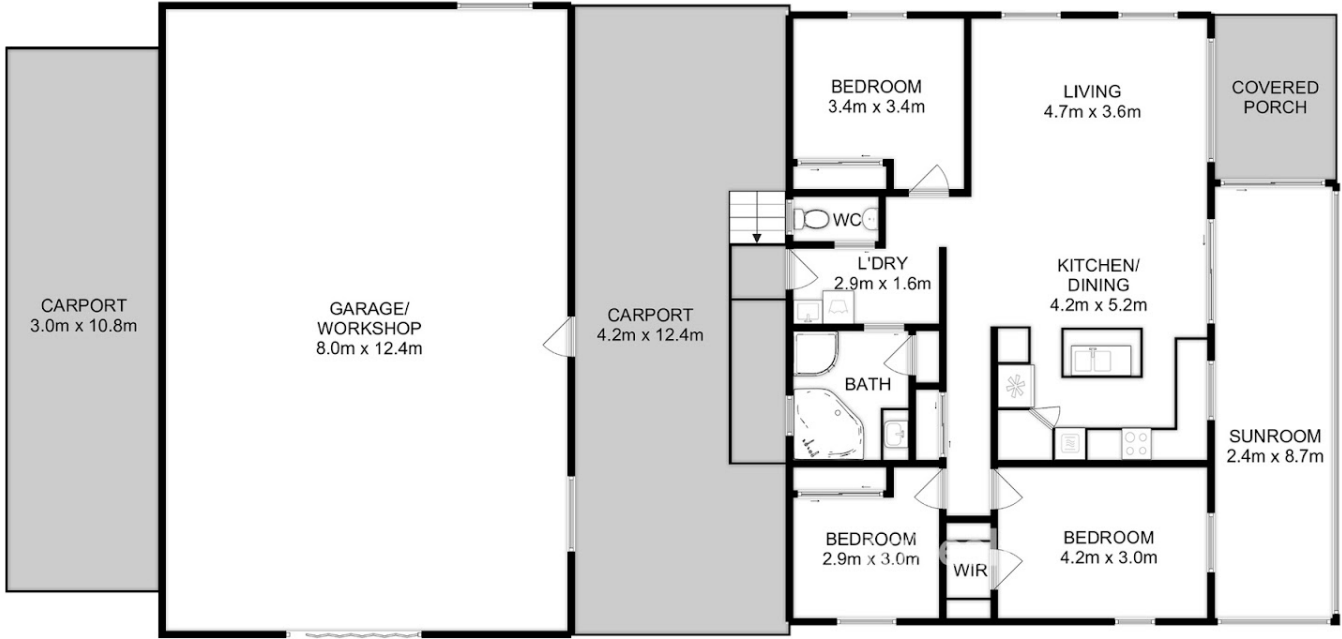 BEDROOM
3.4m x 3.4m
LIVING
4.7m x 3.6m
COVERED
PORCH
WC
L'DRY
2.9m x 1.6m
KITCHEN/
DINING
4.2m x 5.2m
CARPORT
3.0m x 10.8m
GARAGE/
WORKSHOP
8.0m x 12.4m
CARPORT
4.2m x 12.4m
BATH
SUNROOM
2.4m x 8.7m
BEDROOM
2.9m x 3.0m
WIR
BEDROOM
4.2m x 3.0m